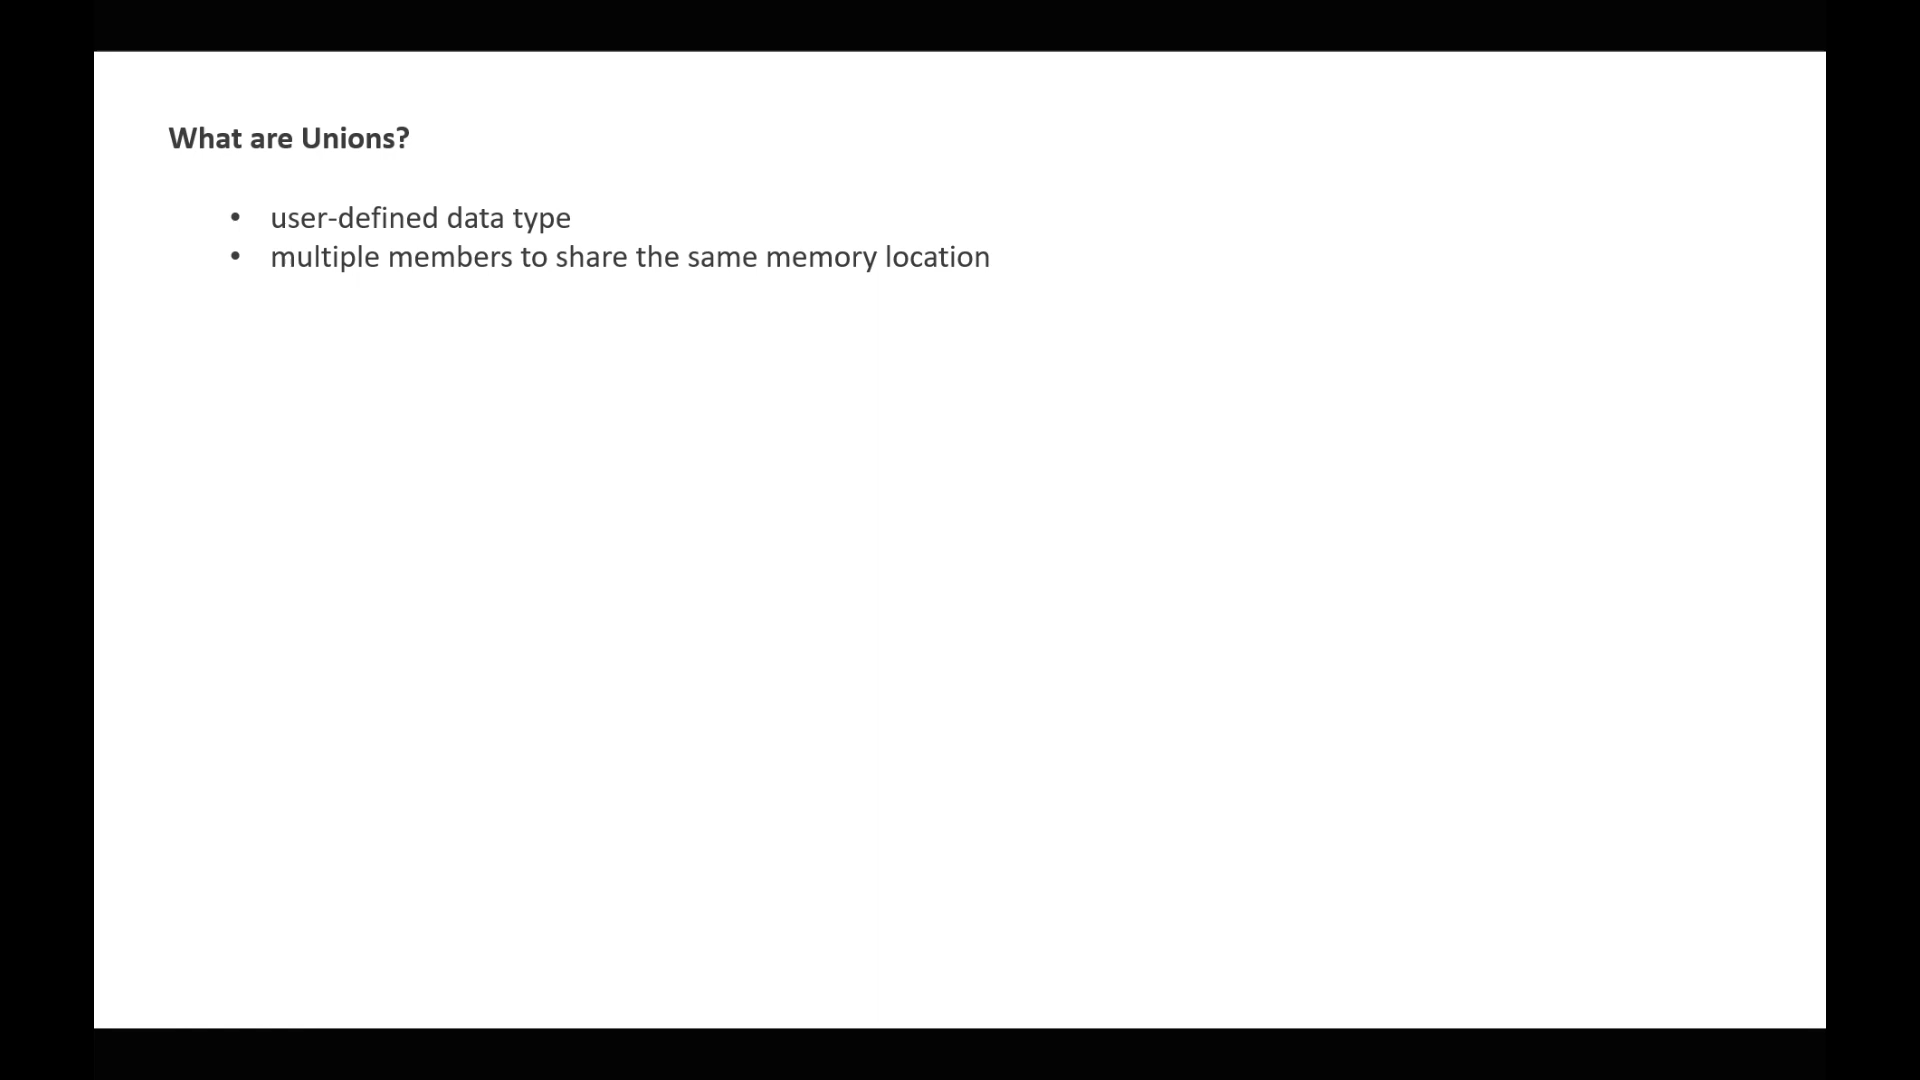 What are Unions?
• user-defined data type
• multiple members to share the same memory location